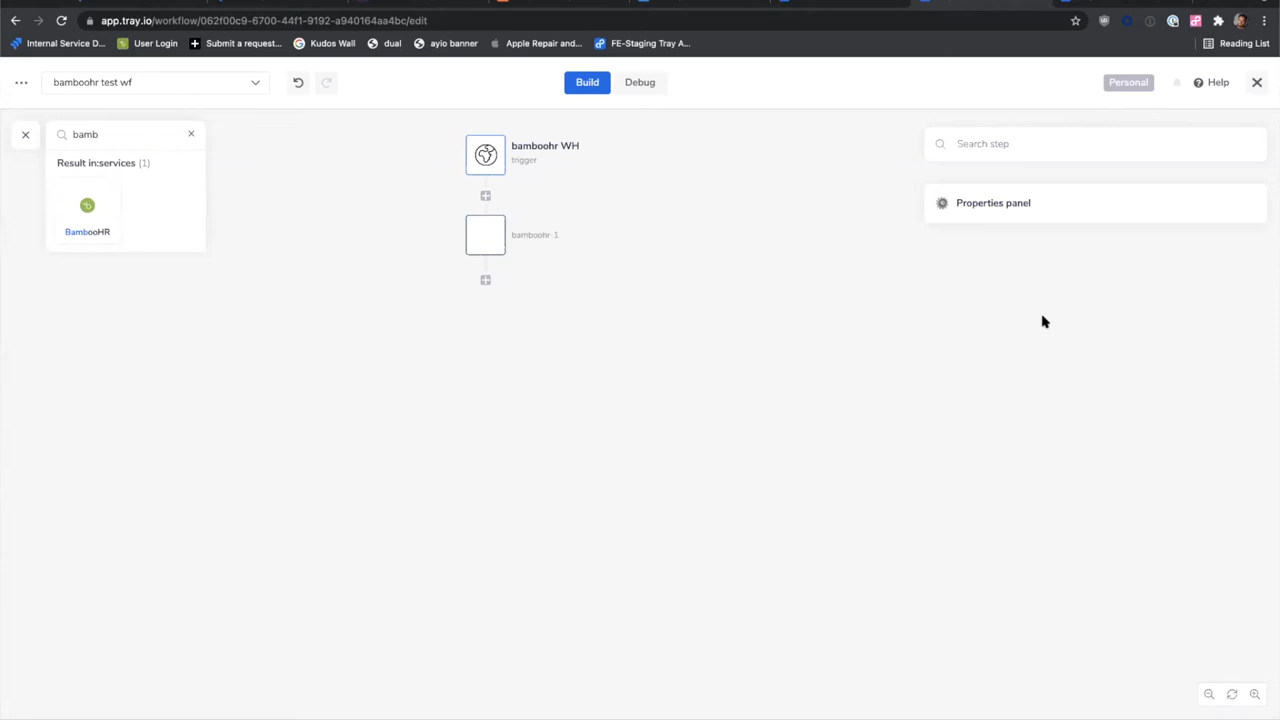 app.tray.io/workflow/062f00c9-6700-44f1-9192-a940164aa4bc/edit
Internal Service D... User Login Submit a request... Kudos Wall dual ayio banner Apple Repair and... FE-Staging Tray A... Reading List
bamboohr test wf Build Debug Personal Help
bamb
Result in:services (1)
BambooHR
bamboohr WH
trigger
bamboohr-1
Search step
Properties panel